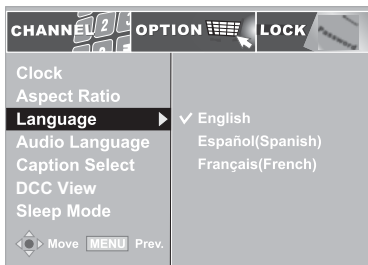 CHANNEL 2 OPTION LOCK
Clock
Aspect Ratio
Language
✓ English
Audio Language
Español(Spanish)
Caption Select
Français(French)
DCC View
Sleep Mode
Move MENU Prev.